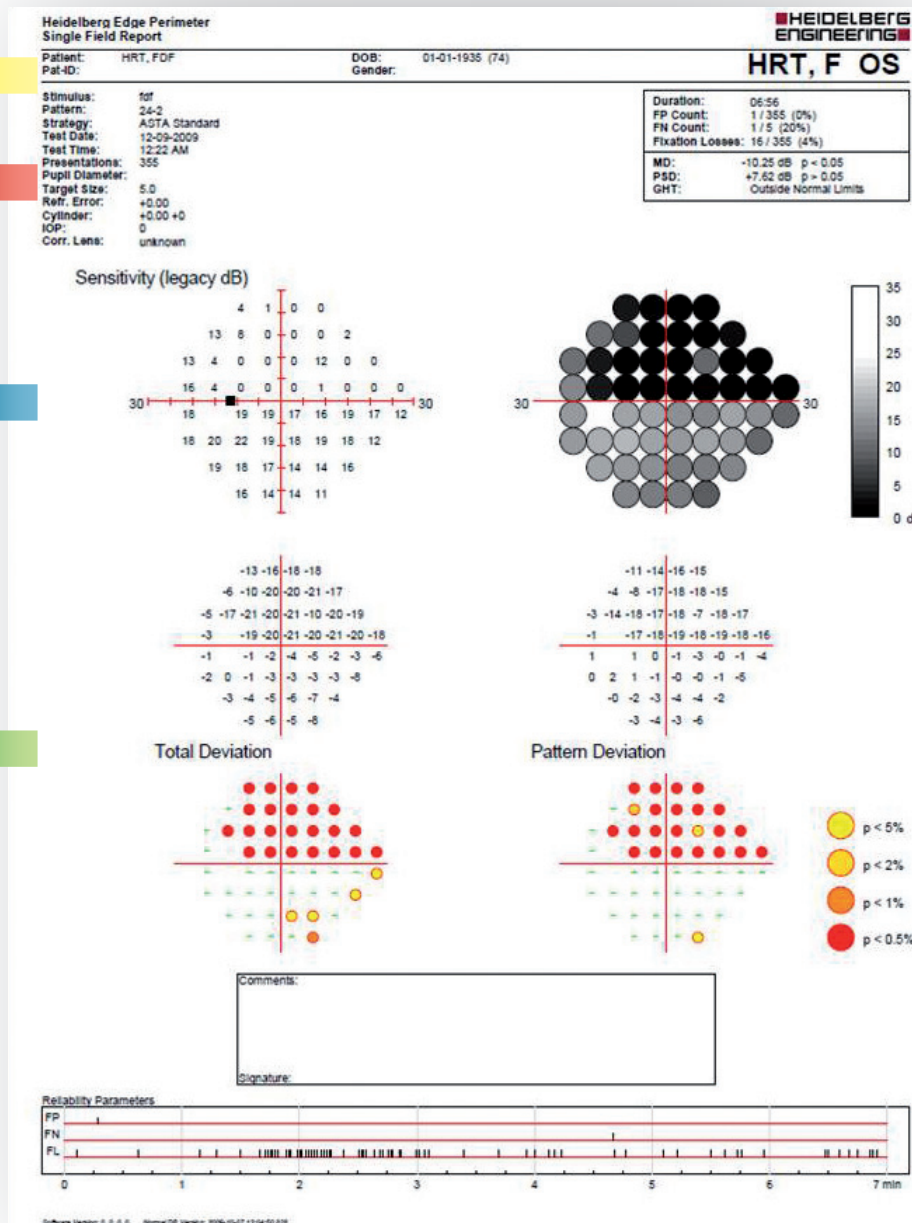 Heidelberg Edge Perimeter
Single Field Report
HEIDELBERG
ENGINEERING
Patient: HRT, FDF DOB: 01-01-1935 (74)
Pat-ID: Gender:
HRT, F OS
Stimulus: fdf
Pattern: 24-2
Strategy: ASTA Standard
Test Date: 12-09-2009
Test Time: 12:22 AM
Presentations: 355
Pupil Diameter:
Target Size: 5.0
Refr. Error: +0.00
Cylinder: +0.00 +0
IOP: 0
Corr. Lens: unknown
Duration: 06:56
FP Count: 1 / 355 (0%)
FN Count: 1 / 5 (20%)
Fixation Losses: 16 / 355 (4%)
MD: -10.25 dB p < 0.05
PSD: +7.62 dB p > 0.05
GHT: Outside Normal Limits
Sensitivity (legacy dB)
4 1 0 0
13 8 0 0 0 2
13 4 0 0 0 12 0 0
16 4 0 0 0 1 0 0 0
30 30
18 19 19 17 16 19 17 12
18 20 22 19 18 19 18 12
19 18 17 14 14 16
16 14 14 11
30 30
35
30
25
20
15
10
5
0 d
-13 -16 -18 -18
-6 -10 -20 -20 -21 -17
-5 -17 -21 -20 -21 -10 -20 -19
-3 -19 -20 -21 -20 -21 -20 -18
-1 -1 -2 -4 -5 -2 -3 -6
-2 0 -1 -3 -3 -3 -3 -8
-3 -4 -5 -6 -7 -4
-5 -6 -5 -8
Total Deviation
-11 -14 -16 -15
-4 -8 -17 -18 -18 -15
-3 -14 -18 -17 -18 -7 -18 -17
-1 -17 -18 -19 -18 -19 -18 -16
1 1 0 -1 -3 -0 -1 -4
0 2 1 -1 -0 -0 -1 -5
-0 -2 -3 -4 -4 -2
-3 -4 -3 -6
Pattern Deviation
p < 5%
p < 2%
p < 1%
p < 0.5%
Comments:
Signature:
Reliability Parameters
FP
FN
FL
0 1 2 3 4 5 6 7 min